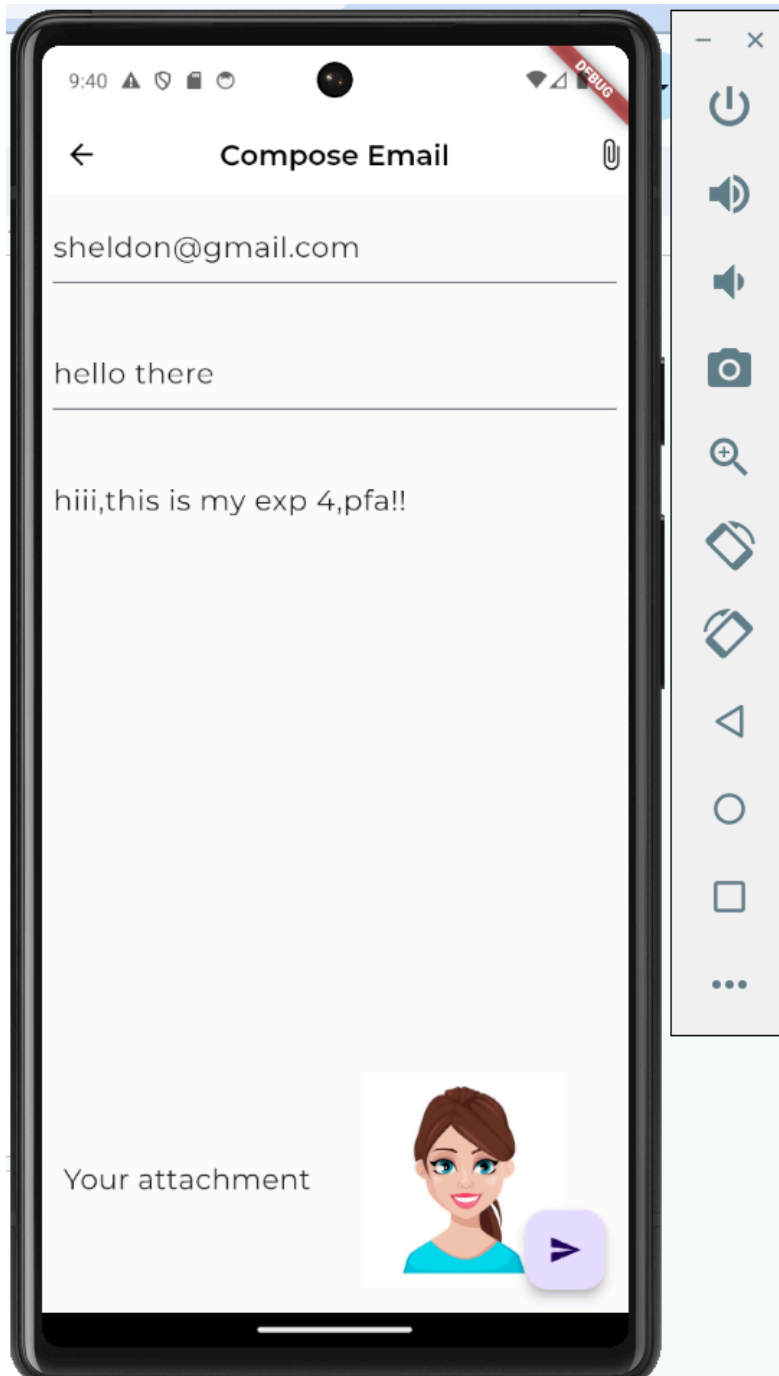 9:40
DEBUG
Compose Email
sheldon@gmail.com
hello there
hiii,this is my exp 4,pfa!!
Your attachment